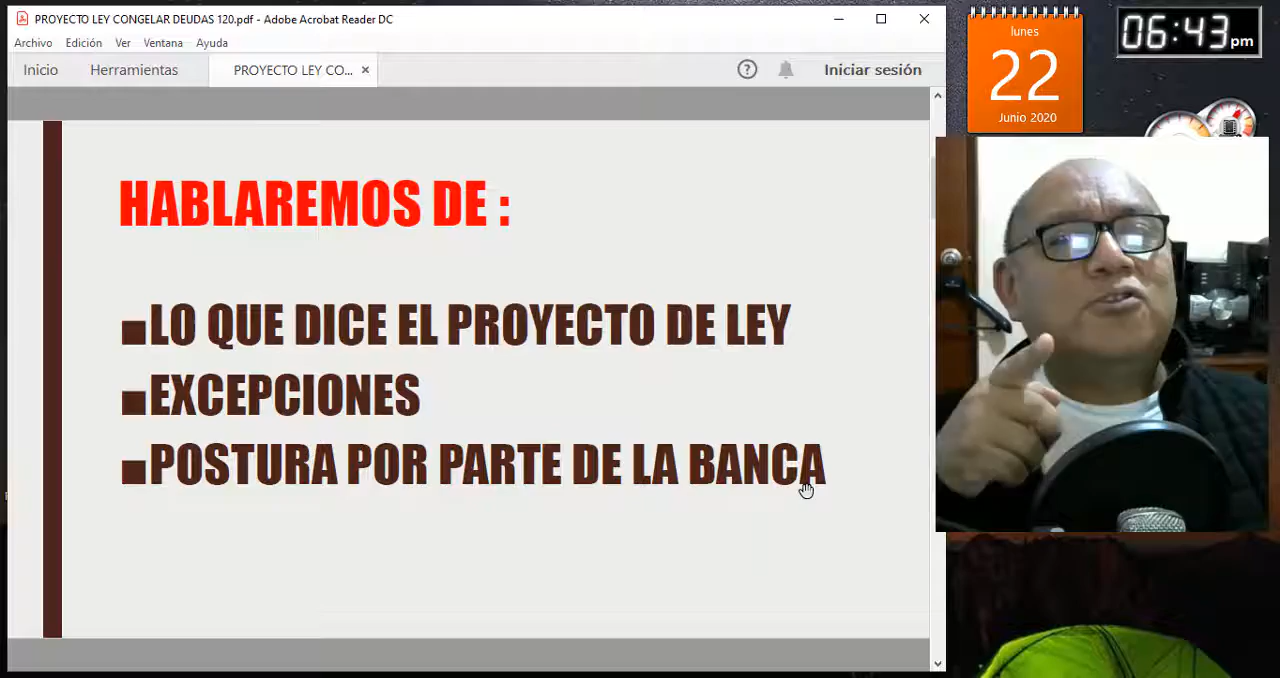 PROYECTO LEY CONGELAR DEUDAS 120.pdf - Adobe Acrobat Reader DC
Archivo Edición Ver Ventana Ayuda
Inicio Herramientas PROYECTO LEY CO... × Iniciar sesión
HABLAREMOS DE :
■LO QUE DICE EL PROYECTO DE LEY
■EXCEPCIONES
■POSTURA POR PARTE DE LA BANCA
lunes
22
Junio 2020
06:43 pm